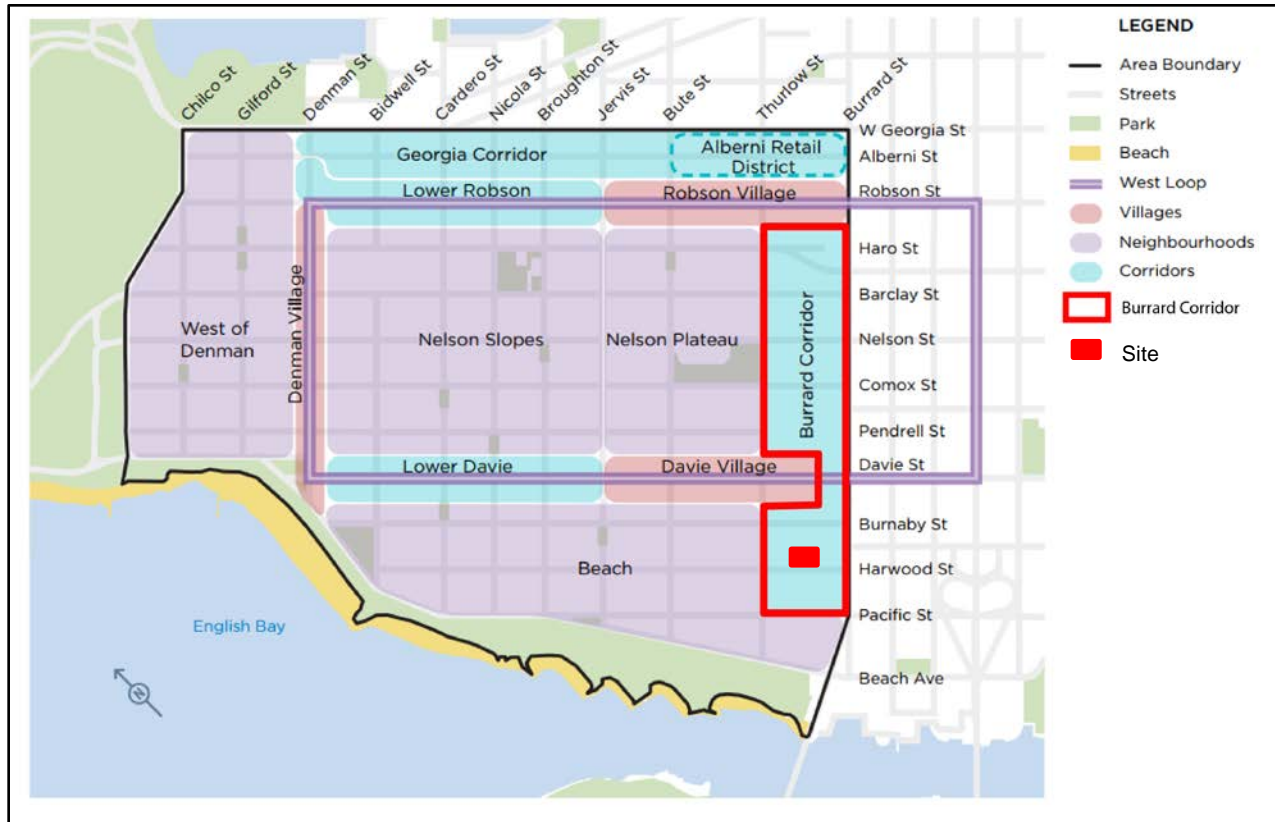 Chilco St
Gilford St
Denman St
Bidwell St
Cardero St
Nicola St
Broughton St
Jervis St
Bute St
Thurlow St
Burrard St
W Georgia St
Alberni St
Robson St
Haro St
Barclay St
Nelson St
Comox St
Pendrell St
Davie St
Burnaby St
Harwood St
Pacific St
Beach Ave
Georgia Corridor
Alberni Retail
District
Lower Robson
Robson Village
West of
Denman
Denman Village
Nelson Slopes
Nelson Plateau
Burrard Corridor
Lower Davie
Davie Village
Beach
English Bay
N
LEGEND
Area Boundary
Streets
Park
Beach
West Loop
Villages
Neighbourhoods
Corridors
Burrard Corridor
Site